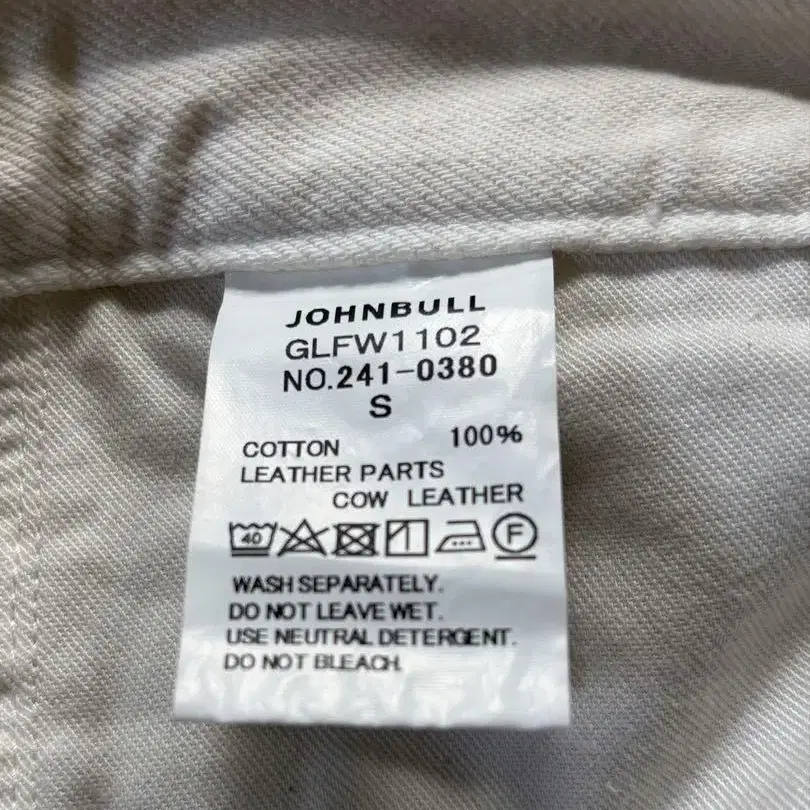 JOHNBULL
GLFW1102
NO.241-0380
S
COTTON 100%
LEATHER PARTS
COW LEATHER
40 F
WASH SEPARATELY.
DO NOT LEAVE WET.
USE NEUTRAL DETERGENT.
DO NOT BLEACH.